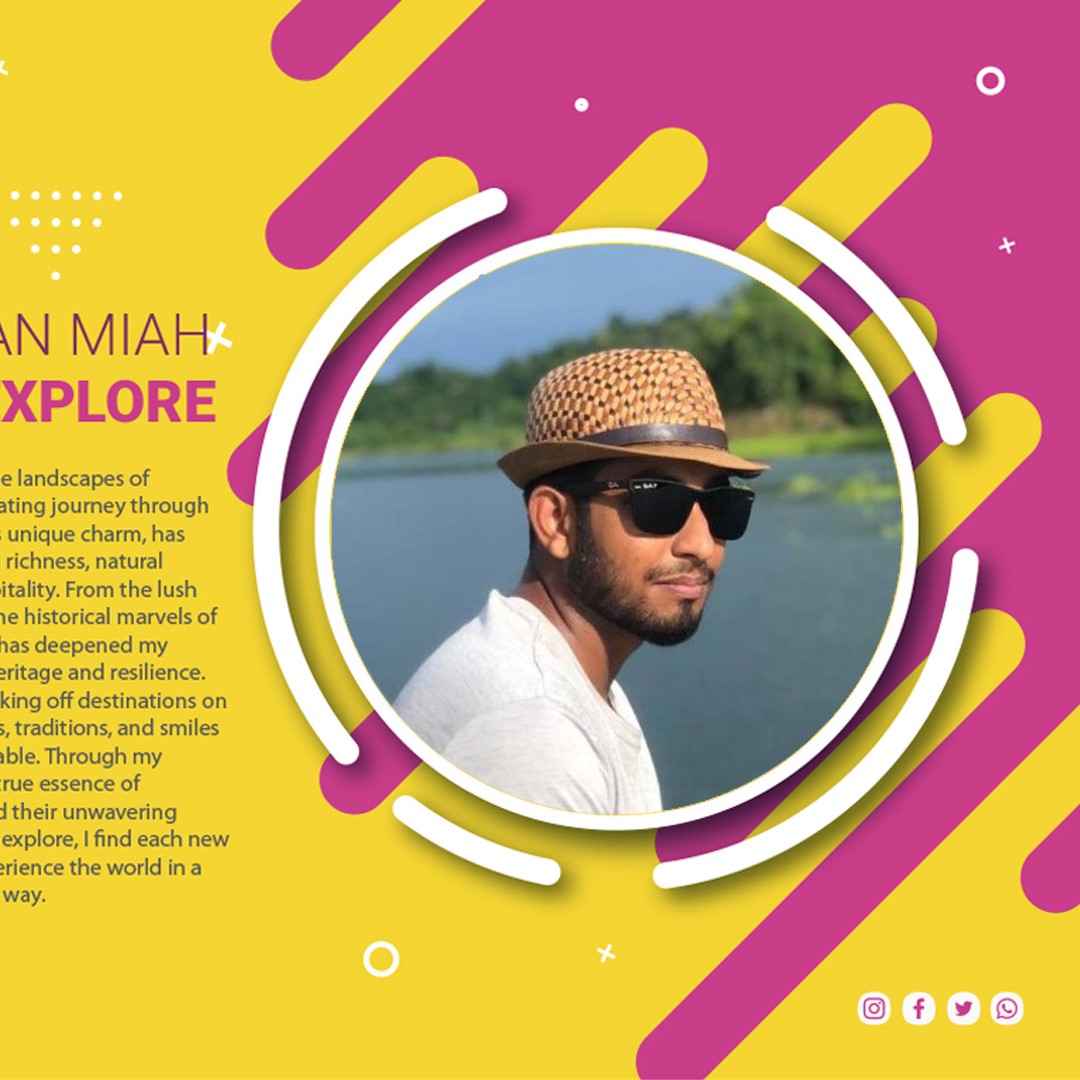 AN MIAH
EXPLORE
e landscapes of
ating journey through
s unique charm, has
richness, natural
pitality. From the lush
he historical marvels of
has deepened my
eritage and resilience.
king off destinations on
s, traditions, and smiles
able. Through my
true essence of
d their unwavering
explore, I find each new
erience the world in a
way.